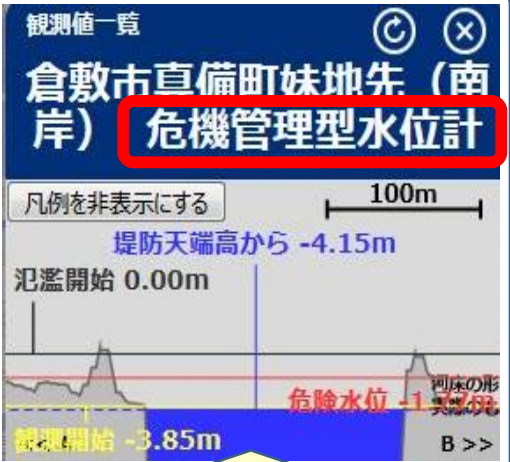 観測値一覧
倉敷市真備町妹地先（南
岸） 危機管理型水位計
凡例を非表示にする
100m
堤防天端高から -4.15m
氾濫開始 0.00m
河床の形
危険水位 -1.77m
観測開始 -3.85m
B >>